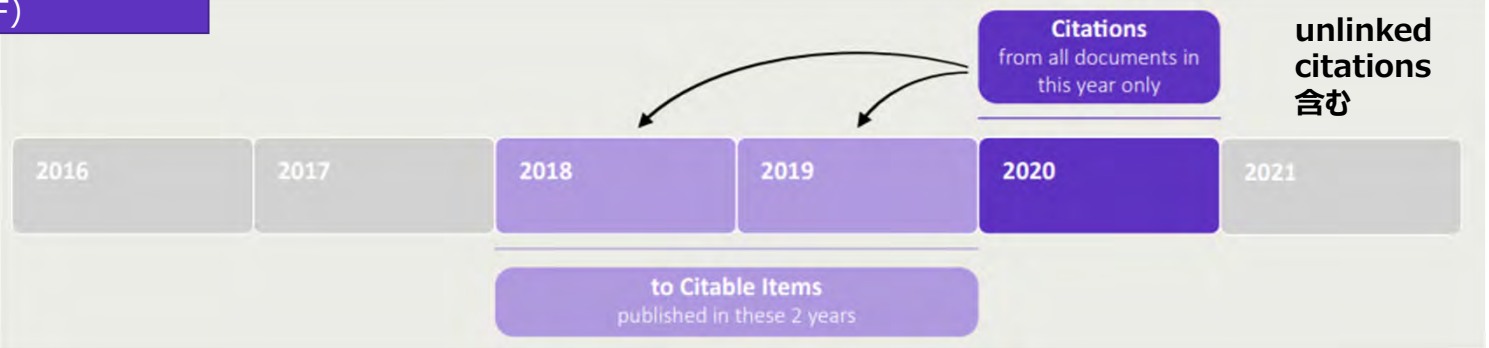 F)
Citations
from all documents in
this year only
unlinked
citations
含む
2016
2017
2018
2019
2020
2021
to Citable Items
published in these 2 years